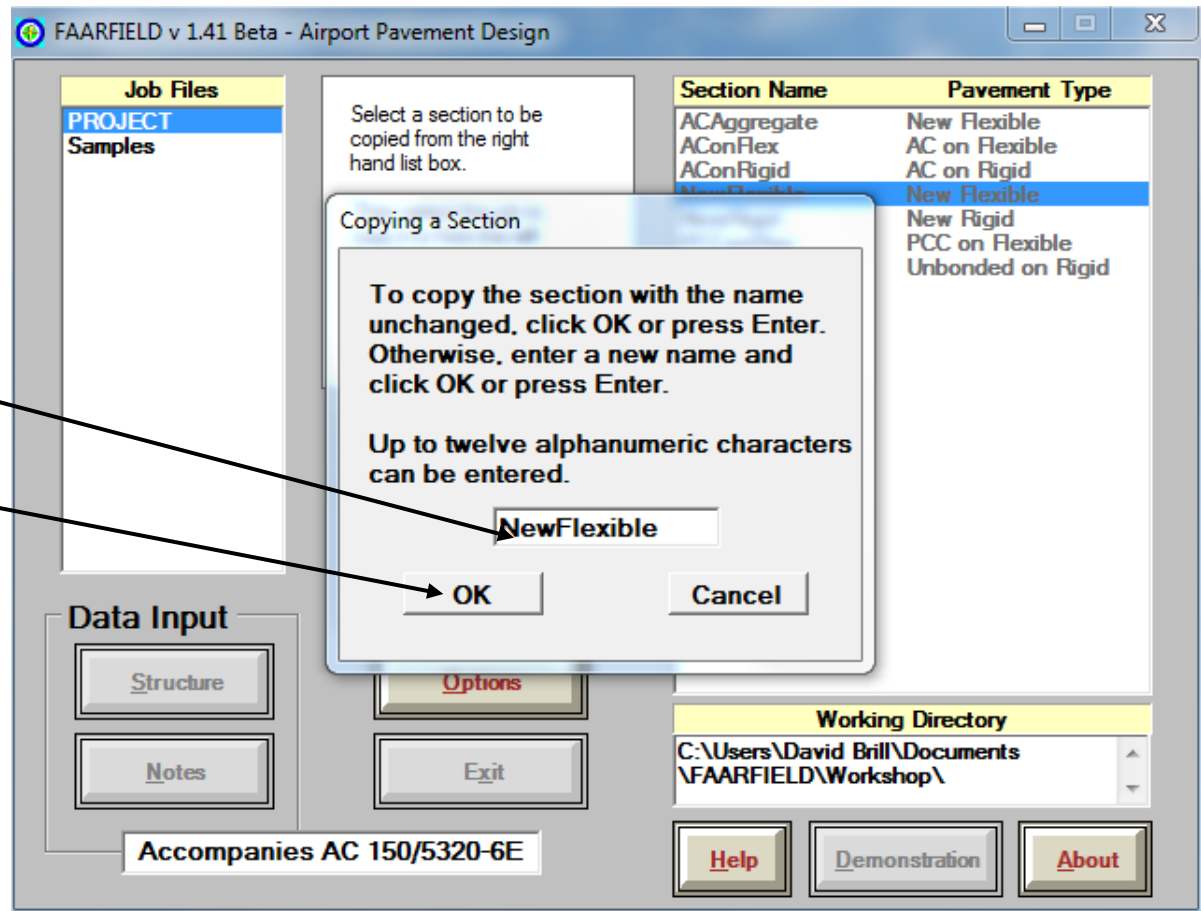 FAARFIELD v 1.41 Beta - Airport Pavement Design
Job Files
PROJECT
Samples
Select a section to be
copied from the right
hand list box.
Section Name Pavement Type
ACAggregate New Flexible
AConFlex AC on Flexible
AConRigid AC on Rigid
New Flexible
New Rigid
PCC on Flexible
Unbonded on Rigid
Copying a Section
To copy the section with the name
unchanged, click OK or press Enter.
Otherwise, enter a new name and
click OK or press Enter.
Up to twelve alphanumeric characters
can be entered.
NewFlexible
OK Cancel
Data Input
Structure
Options
Notes
Exit
Working Directory
C:\Users\David Brill\Documents
\FAARFIELD\Workshop\
Accompanies AC 150/5320-6E
Help Demonstration About